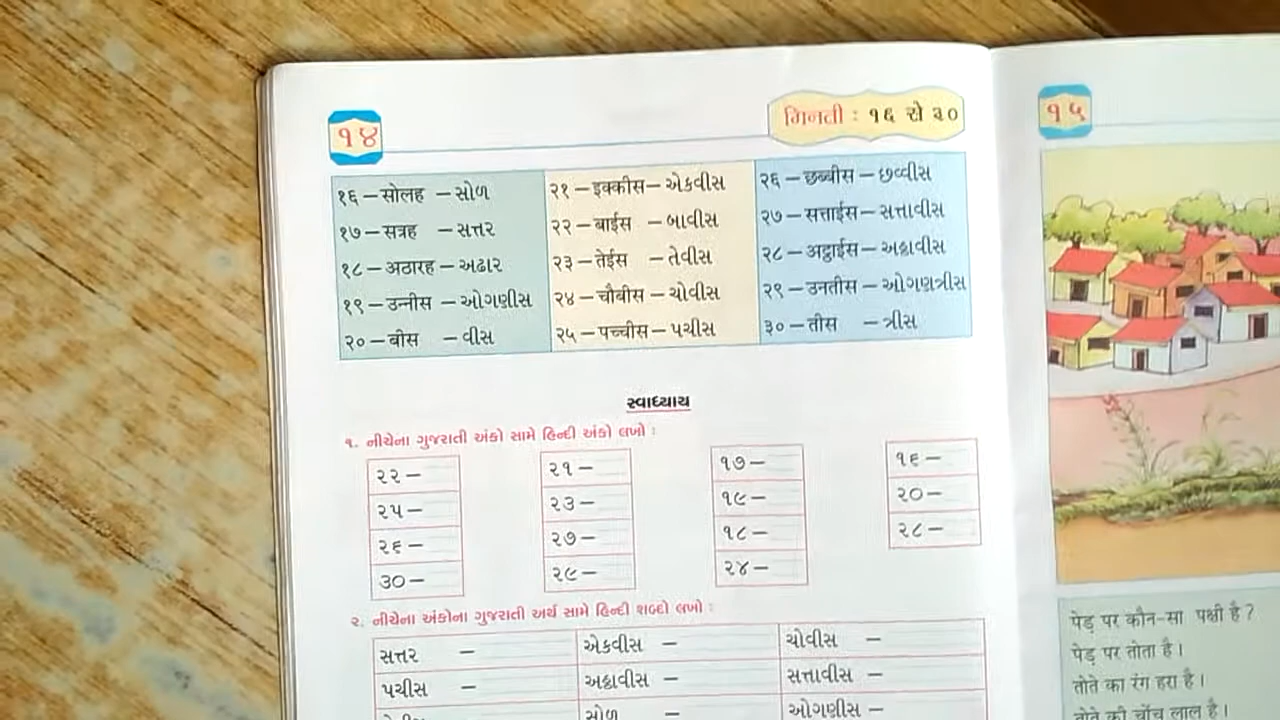 १४
गिनती : १६ से ३०
१६ – सोलह – સોળ
१७ – सत्रह – સત્તર
१८ – अठारह – અઢાર
१९ – उन्नीस – ઓગણીસ
२० – बीस – વીસ
२१ – इक्कीस – એકવીસ
२२ – बाईस – બાવીસ
२३ – तेईस – તેવીસ
२४ – चौबीस – ચોવીસ
२५ – पच्चीस – પચીસ
२६ – छब्बीस – છવ્વીસ
२७ – सत्ताईस – સત્તાવીસ
२८ – अट्ठाईस – અઠ્ઠાવીસ
२९ – उनतीस – ઓગણત્રીસ
३० – तीस – ત્રીસ
સ્વાધ્યાય
૧. નીચેના ગુજરાતી અંકો સામે હિન્દી અંકો લખો :
૨૨ – ૨૧ – ૧૭ – ૧૬ –
૨૫ – ૨૩ – ૧૯ – ૨૦ –
૨૬ – ૨૭ – ૧૮ – ૨૮ –
૩૦ – ૨૯ – ૨૪ –
૨. નીચેના અંકોના ગુજરાતી અર્થ સામે હિન્દી શબ્દો લખો :
સત્તર – એકવીસ – ચોવીસ –
પચીસ – અઠ્ઠાવીસ – સત્તાવીસ –
સોળ – ઓગણીસ –
१५
पेड़ पर कौन-सा पक्षी है ?
पेड़ पर तोता है ।
तोते का रंग हरा है ।
तोते की चोंच लाल है ।